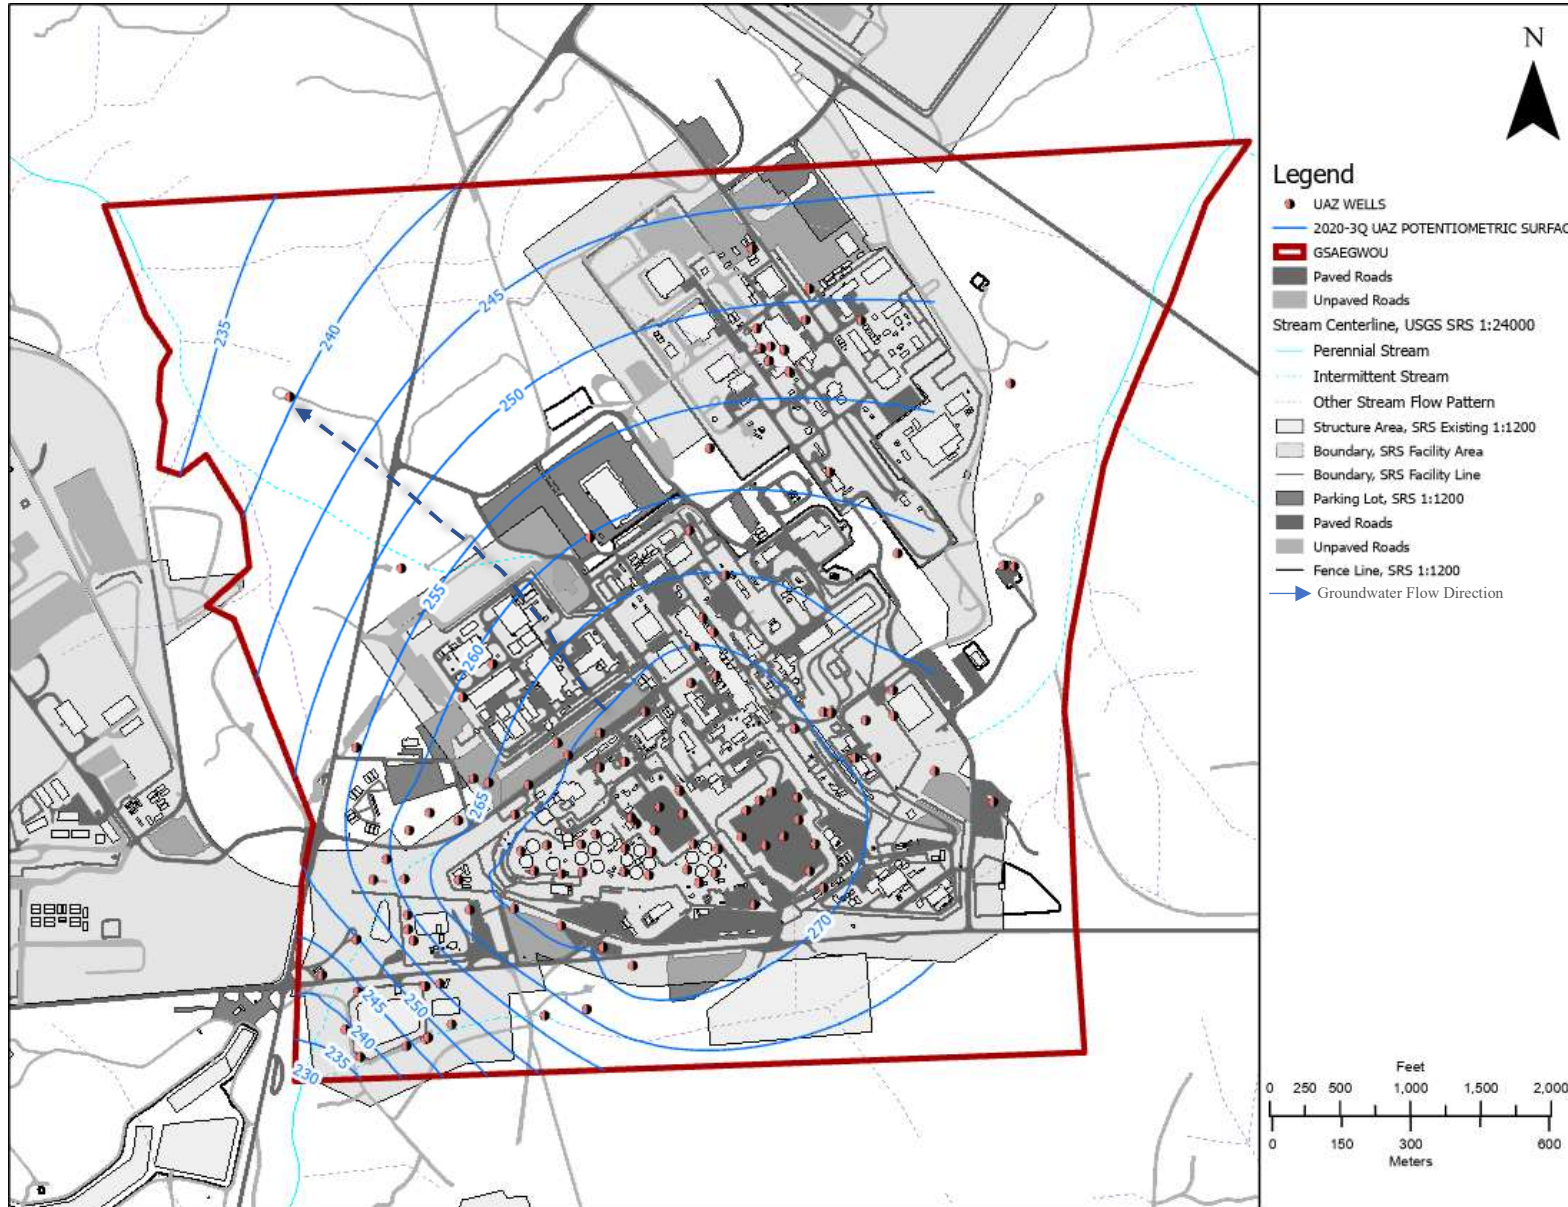 N
Legend
UAZ WELLS
2020-3Q UAZ POTENTIOMETRIC SURFAC
GSAEGWOU
Paved Roads
Unpaved Roads
Stream Centerline, USGS SRS 1:24000
Perennial Stream
Intermittent Stream
Other Stream Flow Pattern
Structure Area, SRS Existing 1:1200
Boundary, SRS Facility Area
Boundary, SRS Facility Line
Parking Lot, SRS 1:1200
Paved Roads
Unpaved Roads
Fence Line, SRS 1:1200
Groundwater Flow Direction
235
240
245
250
255
260
265
270
250
245
240
235
230
Feet
0 250 500 1,000 1,500 2,000
0 150 300 600
Meters